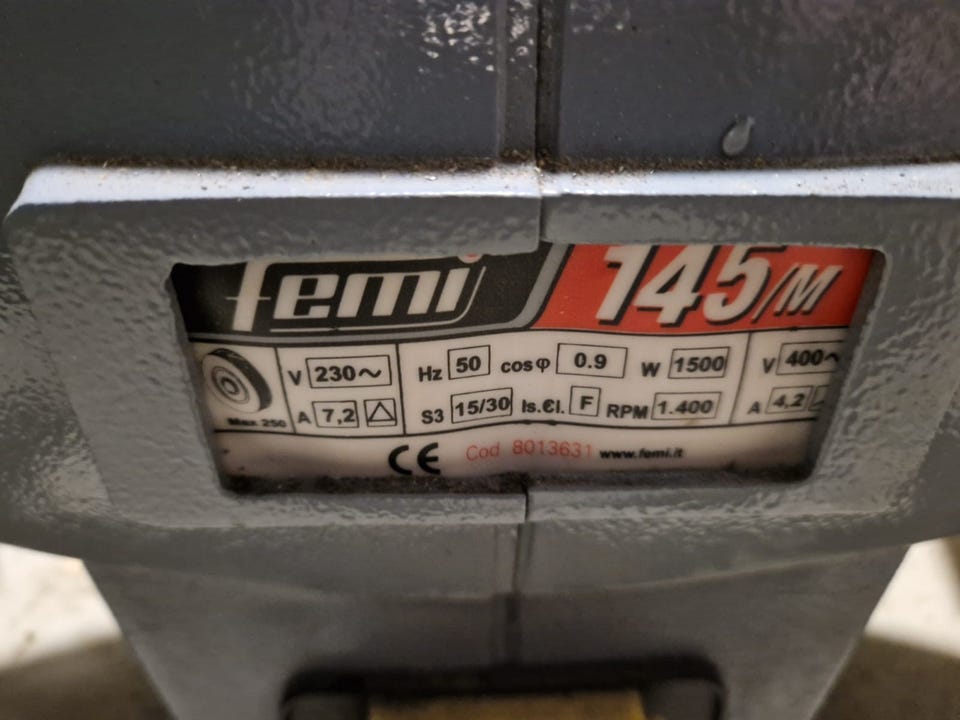 femi 145/M
V 230~ Hz 50 cosφ 0.9 W 1500 V 400~
Max 250 A 7,2 S3 15/30 Is.Cl. F RPM 1.400 A 4,2
CE Cod 8013631 www.femi.it